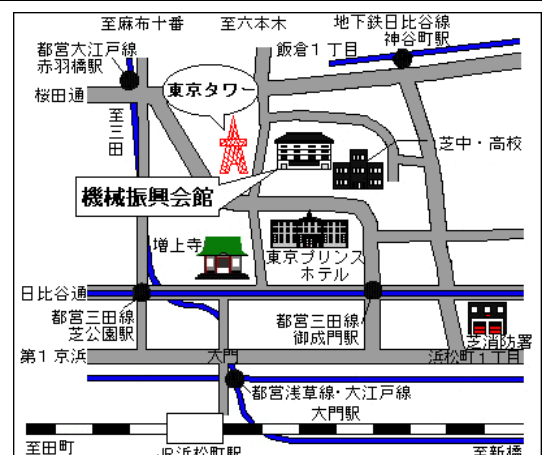 至麻布十番
至六本木
地下鉄日比谷線
神谷町駅
都営大江戸線
赤羽橋駅
飯倉1丁目
桜田通
至三田
東京タワー
芝中・高校
機械振興会館
増上寺
東京プリンス
ホテル
日比谷通
都営三田線
芝公園駅
都営三田線
御成門駅
芝消防署
第1京浜
大門
浜松町1丁目
都営浅草線・大江戸線
大門駅
至田町
JR浜松町駅
至新橋